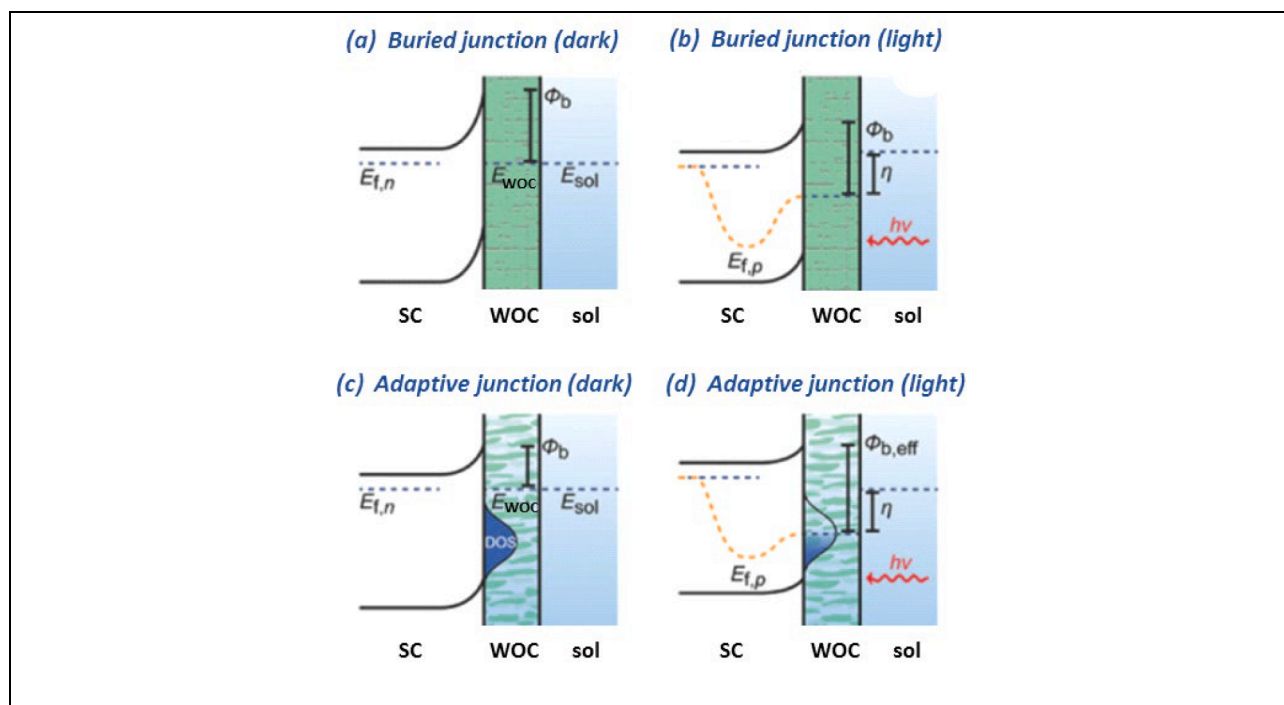 (a) Buried junction (dark)
(b) Buried junction (light)
Φb
Ef,n
EWOC
Esol
SC
WOC
sol
Φb
η
hν
Ef,p
SC
WOC
sol
(c) Adaptive junction (dark)
(d) Adaptive junction (light)
Φb
Ef,n
EWOC
Esol
DOS
SC
WOC
sol
Φb,eff
η
hν
Ef,p
SC
WOC
sol